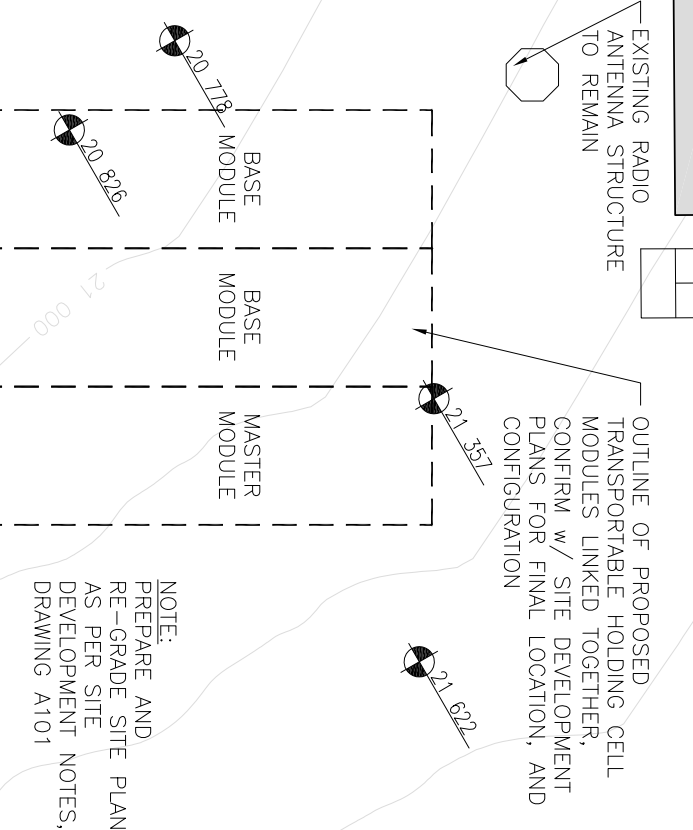 EXISTING RADIO
ANTENNA STRUCTURE
TO REMAIN
OUTLINE OF PROPOSED
TRANSPORTABLE HOLDING CELL
MODULES LINKED TOGETHER,
CONFIRM w/ SITE DEVELOPMENT
PLANS FOR FINAL LOCATION, AND
CONFIGURATION
20 778
20 826
21 357
21 622
BASE
MODULE
BASE
MODULE
MASTER
MODULE
21 000
NOTE:
PREPARE AND
RE-GRADE SITE PLAN
AS PER SITE
DEVELOPMENT NOTES,
DRAWING A101